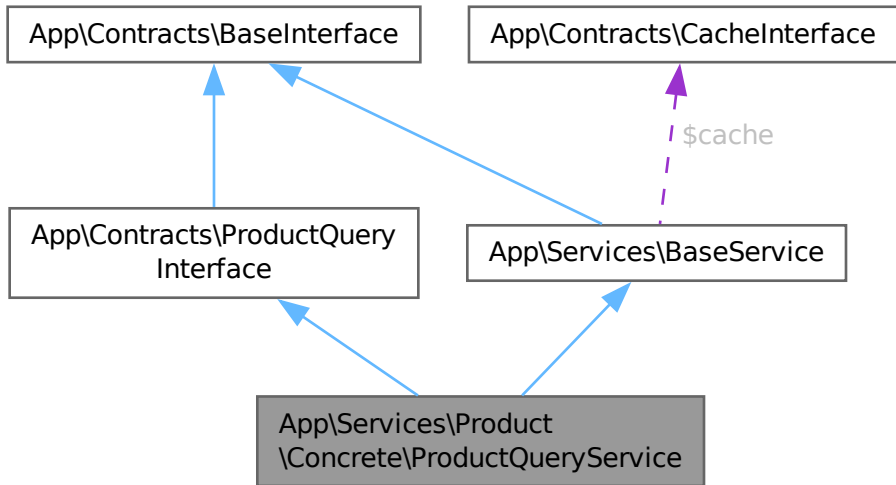 App\Contracts\BaseInterface
App\Contracts\CacheInterface
$cache
App\Contracts\ProductQuery
Interface
App\Services\BaseService
App\Services\Product
\Concrete\ProductQueryService